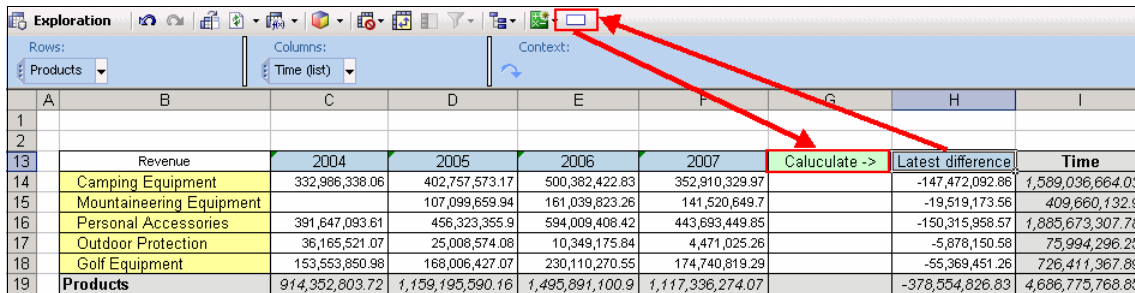 Exploration
Rows: Columns: Context:
Products Time (list)
A B C D E F G H I
1
2
13 Revenue 2004 2005 2006 2007 Caluculate -> Latest difference Time
14 Camping Equipment 332,986,338.06 402,757,573.17 500,382,422.83 352,910,329.97 -147,472,092.86 1,589,036,664.03
15 Mountaineering Equipment 107,099,659.94 161,039,823.26 141,520,649.7 -19,519,173.56 409,660,132.9
16 Personal Accessories 391,647,093.61 456,323,355.9 594,009,408.42 443,693,449.85 -150,315,958.57 1,885,673,307.78
17 Outdoor Protection 36,165,521.07 25,008,574.08 10,349,175.84 4,471,025.26 -5,878,150.58 75,994,296.25
18 Golf Equipment 153,553,850.98 168,006,427.07 230,110,270.55 174,740,819.29 -55,369,451.26 726,411,367.89
19 Products 914,352,803.72 1,159,195,590.16 1,495,891,100.9 1,117,336,274.07 -378,554,826.83 4,686,775,768.85